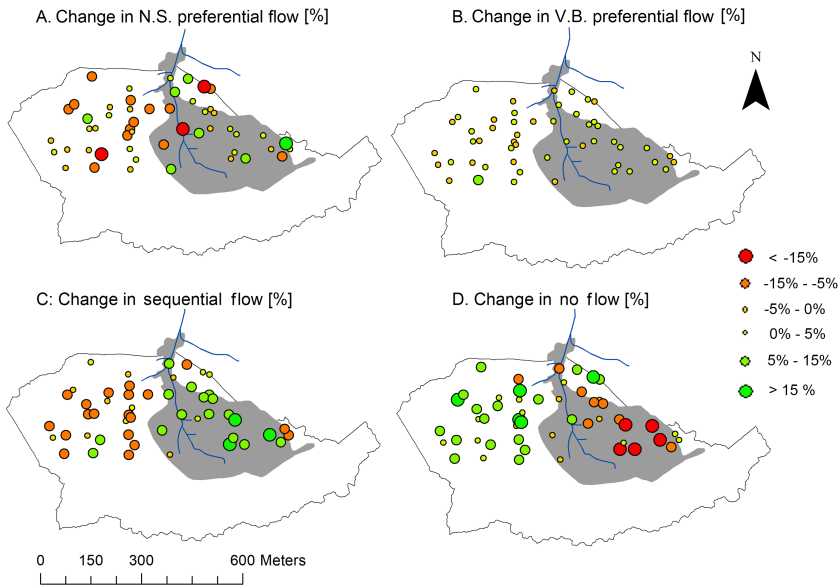 A. Change in N.S. preferential flow [%]
B. Change in V.B. preferential flow [%]
N
C: Change in sequential flow [%]
D. Change in no flow [%]
< -15%
-15% - -5%
-5% - 0%
0% - 5%
5% - 15%
> 15 %
0 150 300 600 Meters